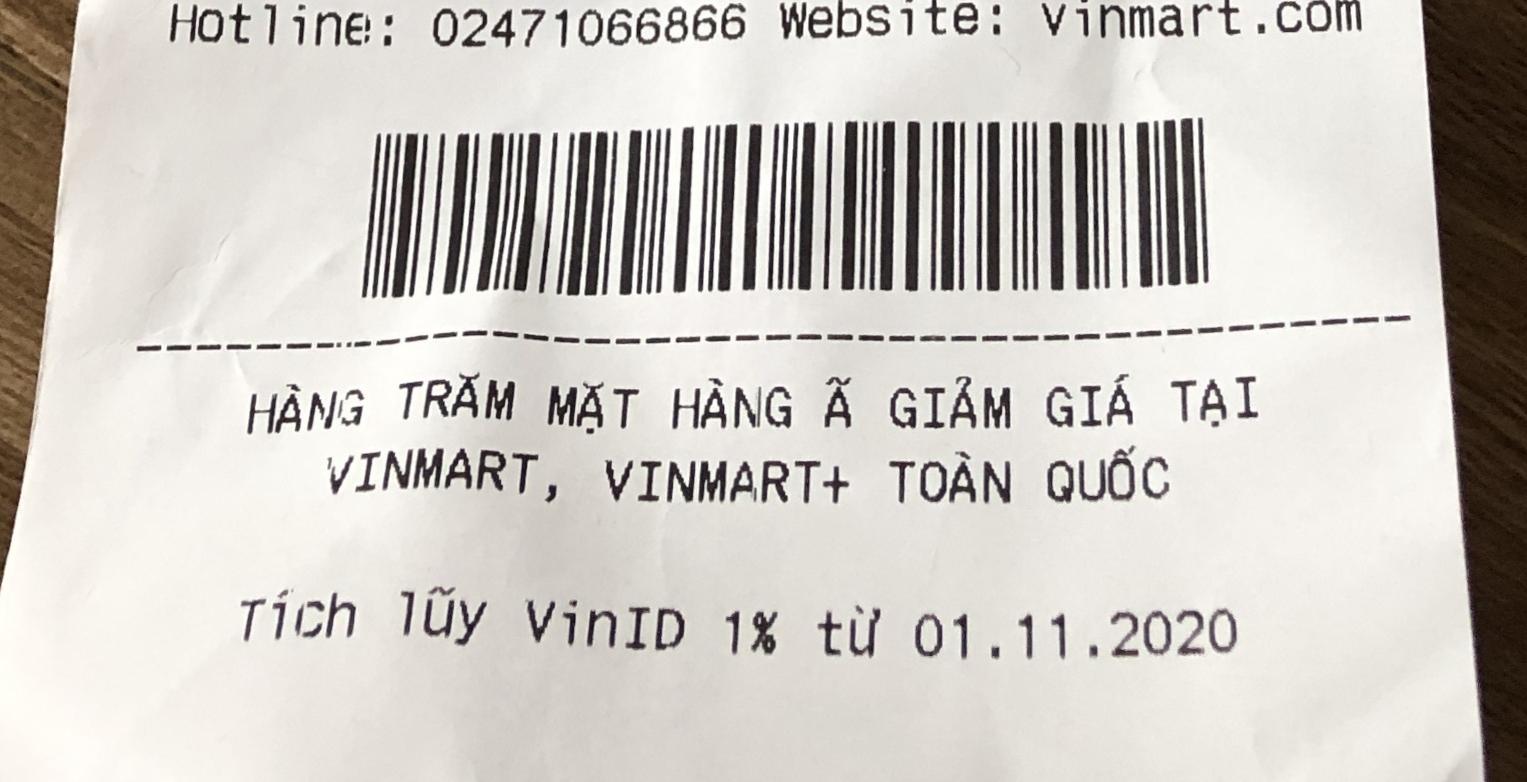 Hotline: 02471066866 Website: vinmart.com
HÀNG TRĂM MẶT HÀNG Ã GIẢM GIÁ TẠI
VINMART, VINMART+ TOÀN QUỐC
Tích lũy VinID 1% từ 01.11.2020